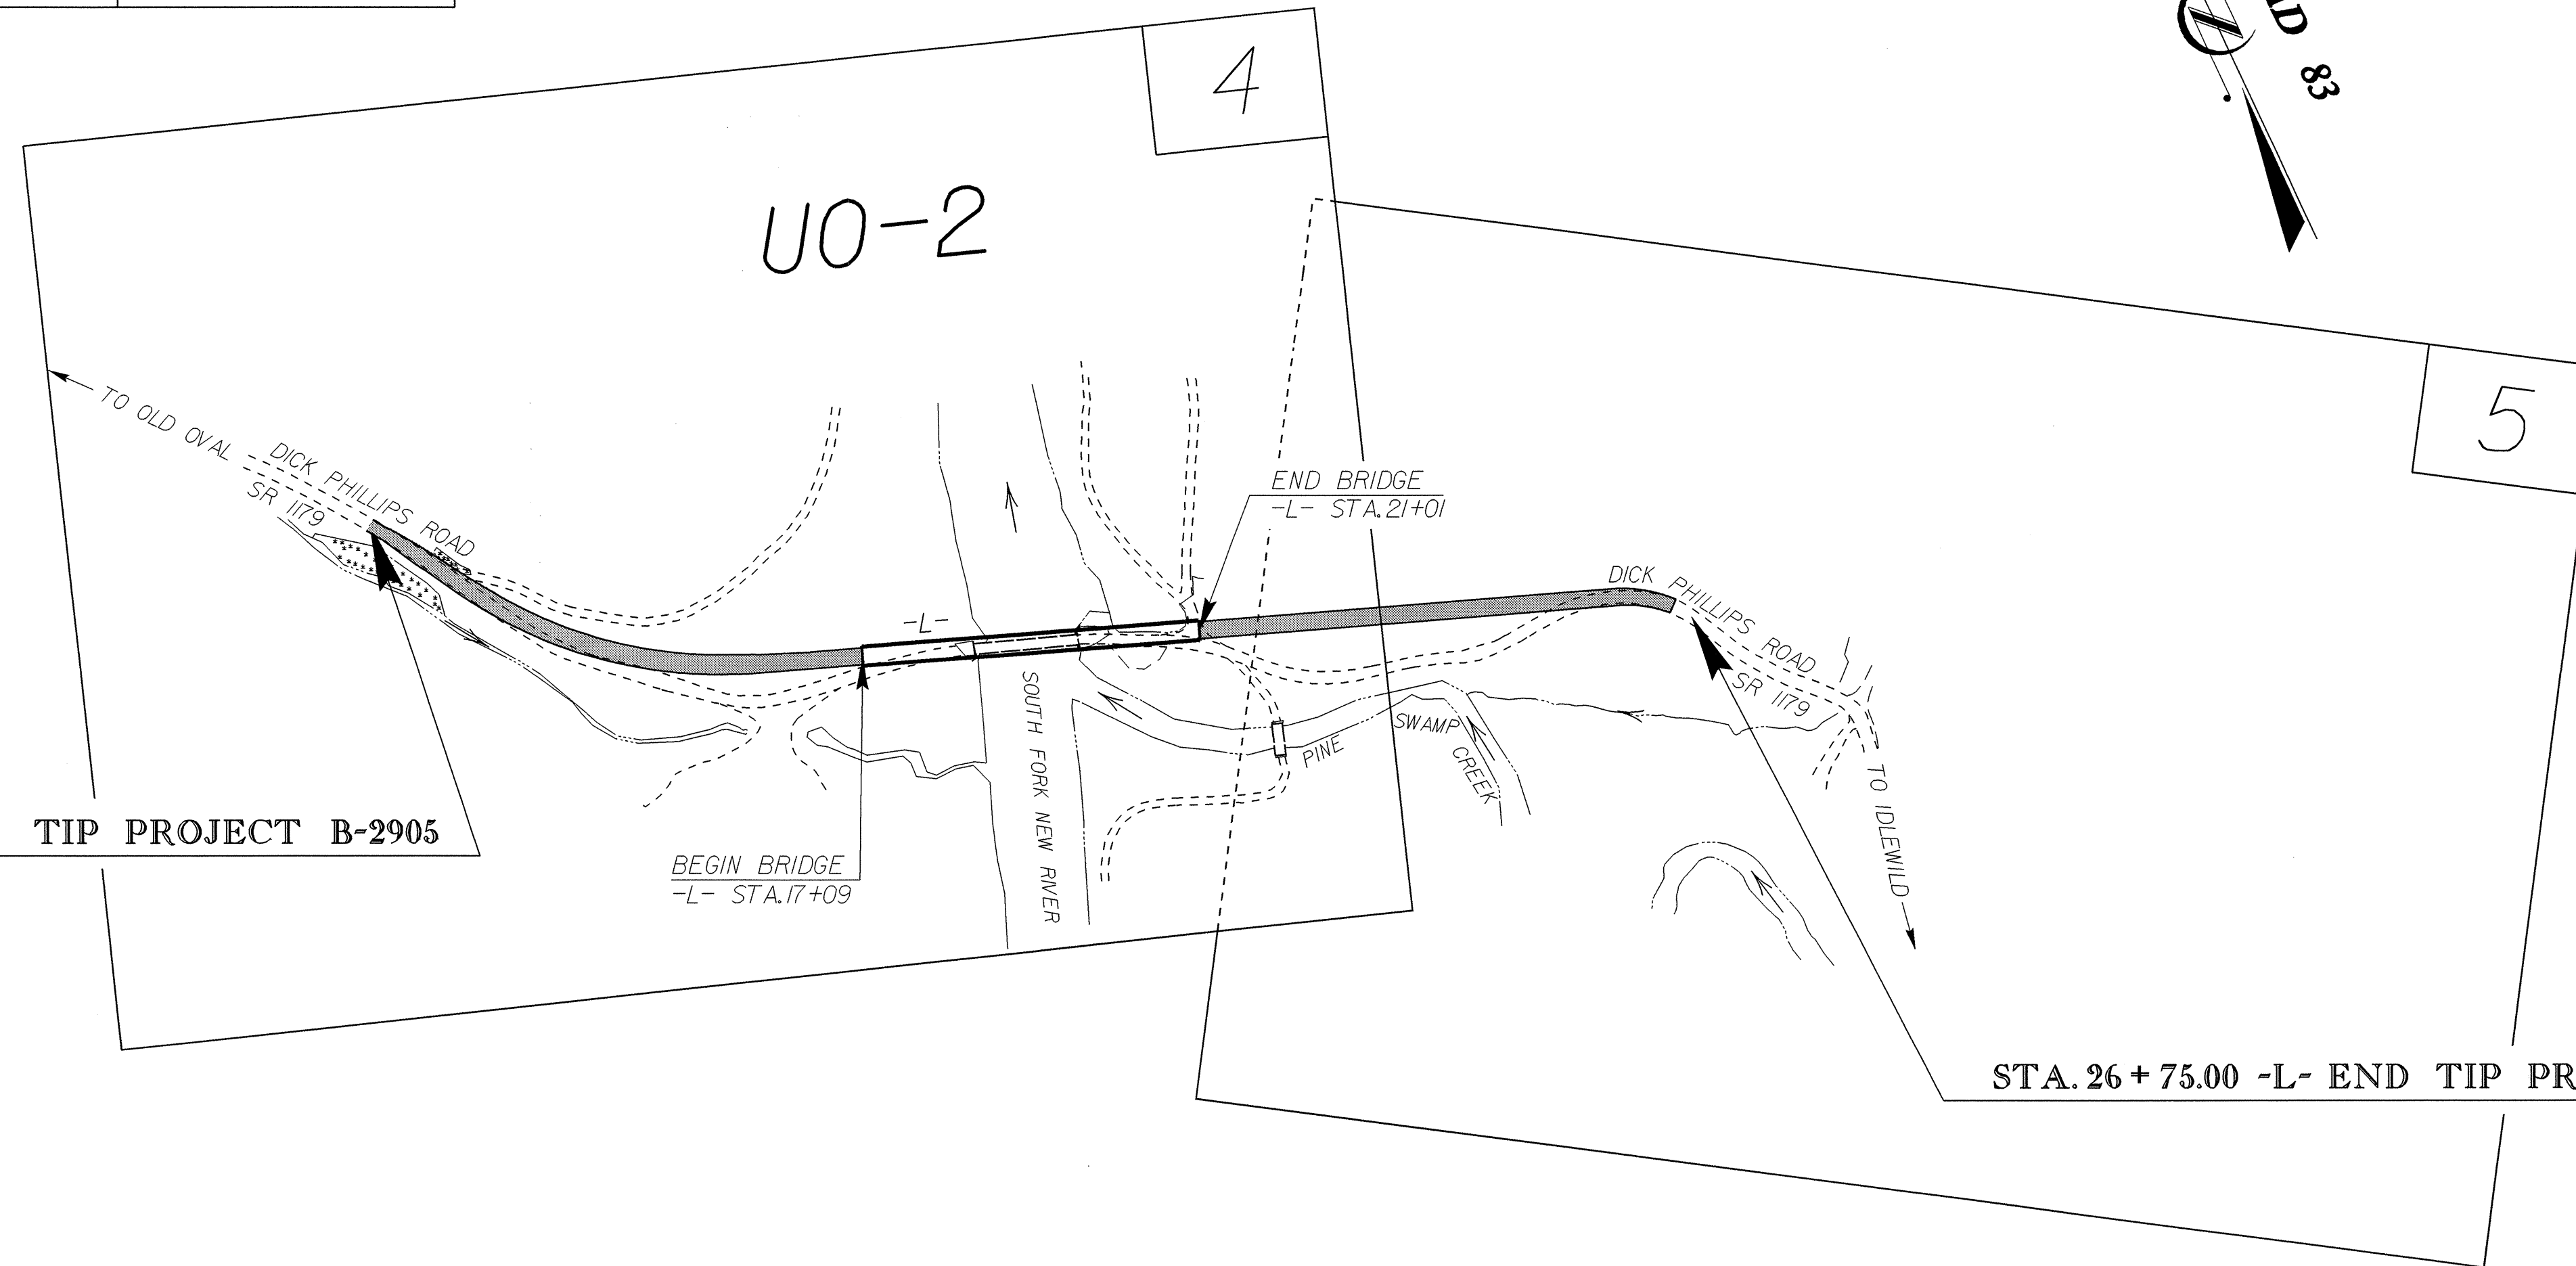 4
83
UO-2
5
TO OLD OVAL
DICK PHILLIPS ROAD
SR 1179
END BRIDGE
-L- STA.21+01
-L-
DICK PHILLIPS ROAD
SR 1179
SOUTH FORK NEW RIVER
PINE SWAMP CREEK
TO IDLEWILD
TIP PROJECT B-2905
BEGIN BRIDGE
-L- STA.17+09
STA. 26+75.00 -L- END TIP PR